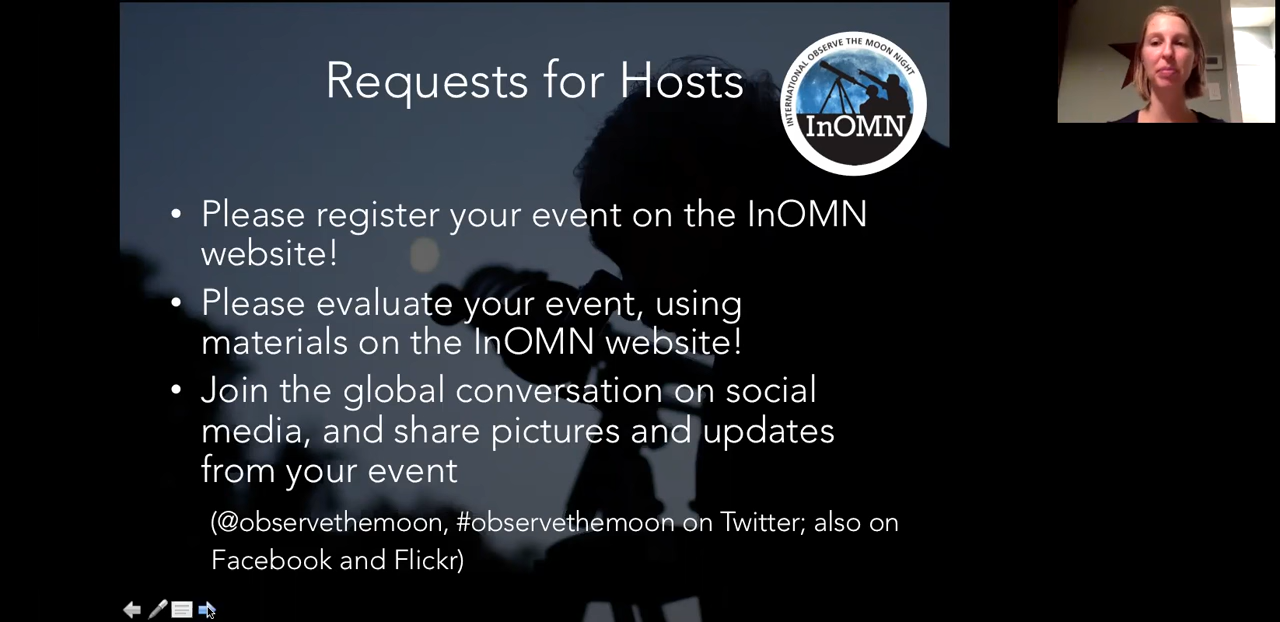 Requests for Hosts
INTERNATIONAL OBSERVE THE MOON NIGHT
InOMN
• Please register your event on the InOMN
website!
• Please evaluate your event, using
materials on the InOMN website!
• Join the global conversation on social
media, and share pictures and updates
from your event
(@observethemoon, #observethemoon on Twitter; also on
Facebook and Flickr)